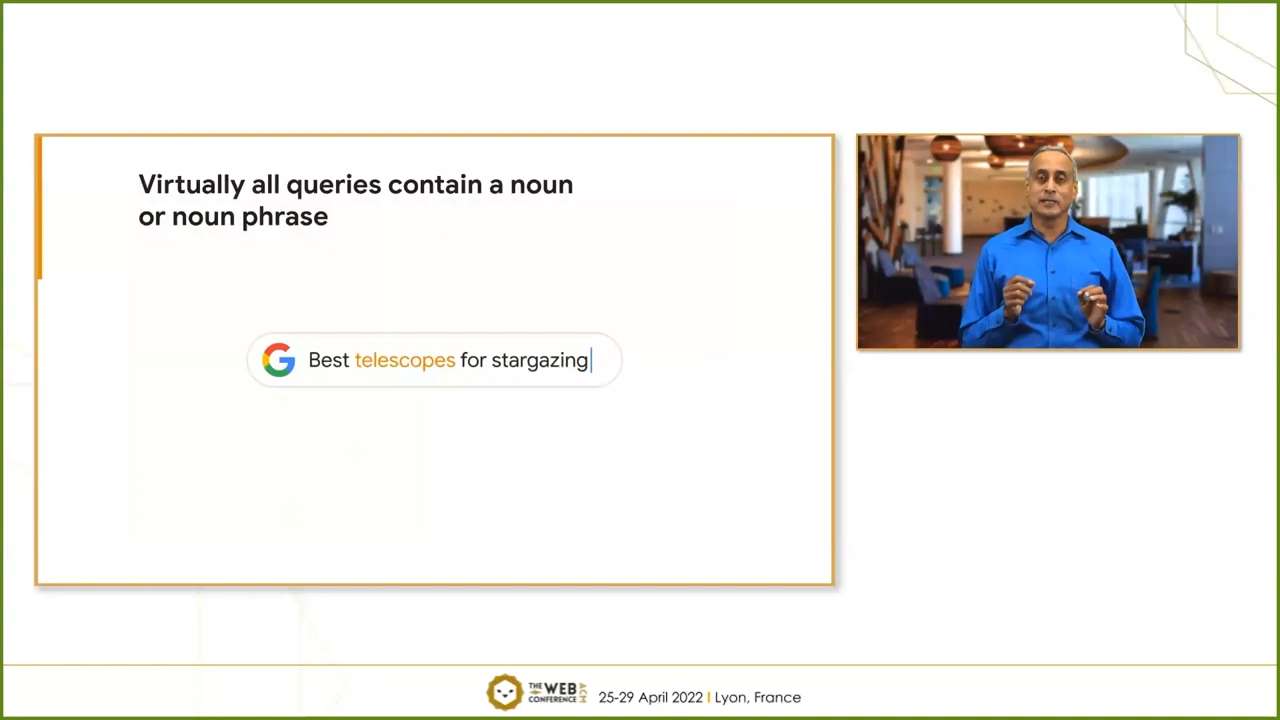 Virtually all queries contain a noun
or noun phrase
G Best telescopes for stargazing
THE WEB
CONFERENCE
ACM
25-29 April 2022 I Lyon, France